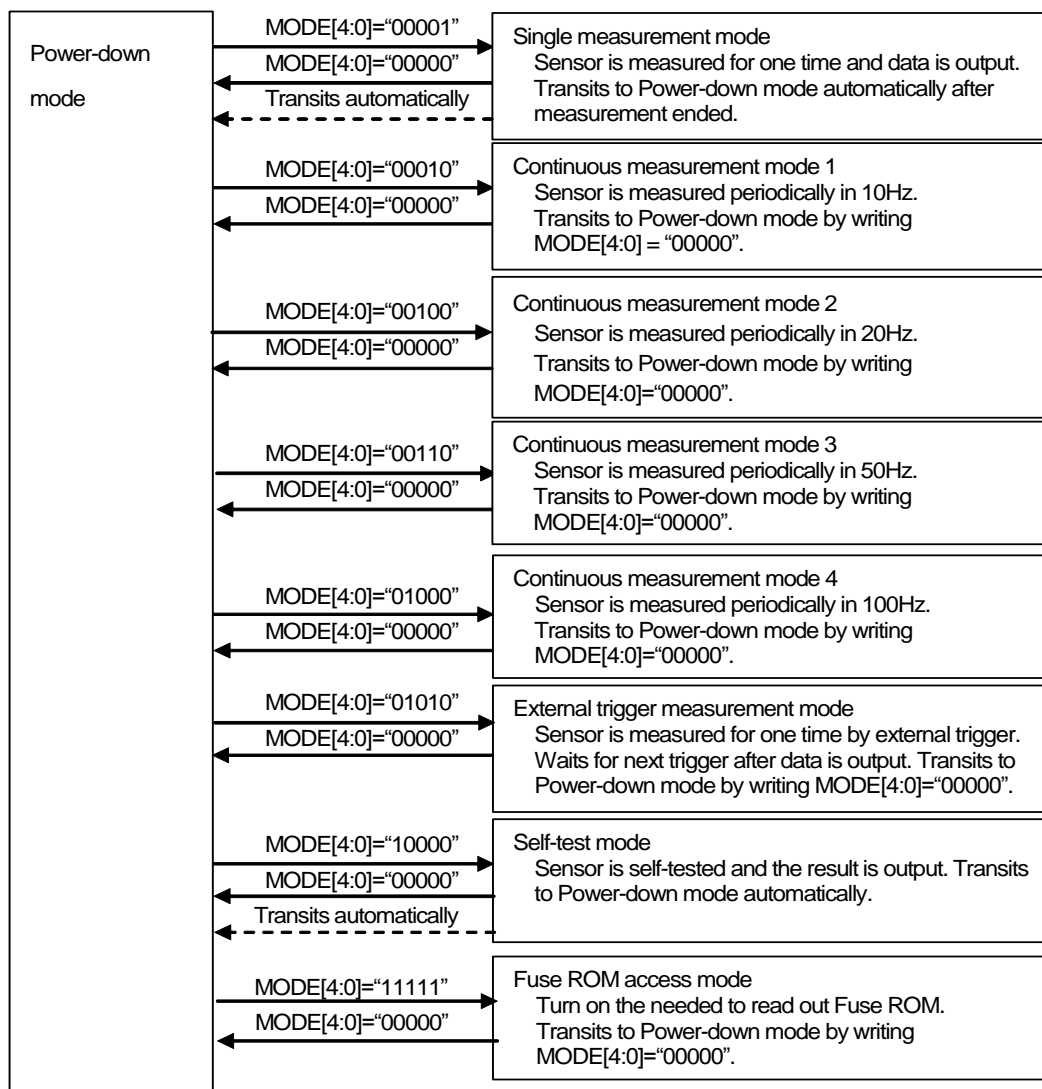 Power-down
mode
MODE[4:0]=“00001”
MODE[4:0]=“00000”
Transits automatically
Single measurement mode
Sensor is measured for one time and data is output.
Transits to Power-down mode automatically after
measurement ended.
MODE[4:0]=“00010”
MODE[4:0]=“00000”
Continuous measurement mode 1
Sensor is measured periodically in 10Hz.
Transits to Power-down mode by writing
MODE[4:0] = “00000”.
MODE[4:0]=“00100”
MODE[4:0]=“00000”
Continuous measurement mode 2
Sensor is measured periodically in 20Hz.
Transits to Power-down mode by writing
MODE[4:0]=“00000”.
MODE[4:0]=“00110”
MODE[4:0]=“00000”
Continuous measurement mode 3
Sensor is measured periodically in 50Hz.
Transits to Power-down mode by writing
MODE[4:0]=“00000”.
MODE[4:0]=“01000”
MODE[4:0]=“00000”
Continuous measurement mode 4
Sensor is measured periodically in 100Hz.
Transits to Power-down mode by writing
MODE[4:0]=“00000”.
MODE[4:0]=“01010”
MODE[4:0]=“00000”
External trigger measurement mode
Sensor is measured for one time by external trigger.
Waits for next trigger after data is output. Transits to
Power-down mode by writing MODE[4:0]=“00000”.
MODE[4:0]=“10000”
MODE[4:0]=“00000”
Transits automatically
Self-test mode
Sensor is self-tested and the result is output. Transits
to Power-down mode automatically.
MODE[4:0]=“11111”
MODE[4:0]=“00000”
Fuse ROM access mode
Turn on the needed to read out Fuse ROM.
Transits to Power-down mode by writing
MODE[4:0]=“00000”.